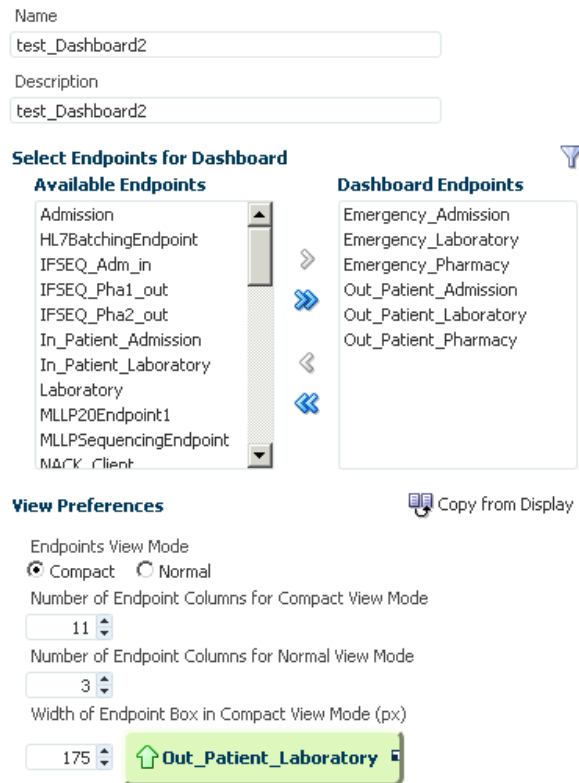 Name
test_Dashboard2
Description
test_Dashboard2
Select Endpoints for Dashboard
Available Endpoints
Admission
HL7BatchingEndpoint
IFSEQ_Adm_in
IFSEQ_Pha1_out
IFSEQ_Pha2_out
In_Patient_Admission
In_Patient_Laboratory
Laboratory
MLLP20Endpoint1
MLLPSequencingEndpoint
NACK_Client
Dashboard Endpoints
Emergency_Admission
Emergency_Laboratory
Emergency_Pharmacy
Out_Patient_Admission
Out_Patient_Laboratory
Out_Patient_Pharmacy
View Preferences
Copy from Display
Endpoints View Mode
Compact Normal
Number of Endpoint Columns for Compact View Mode
11
Number of Endpoint Columns for Normal View Mode
3
Width of Endpoint Box in Compact View Mode (px)
175 Out_Patient_Laboratory